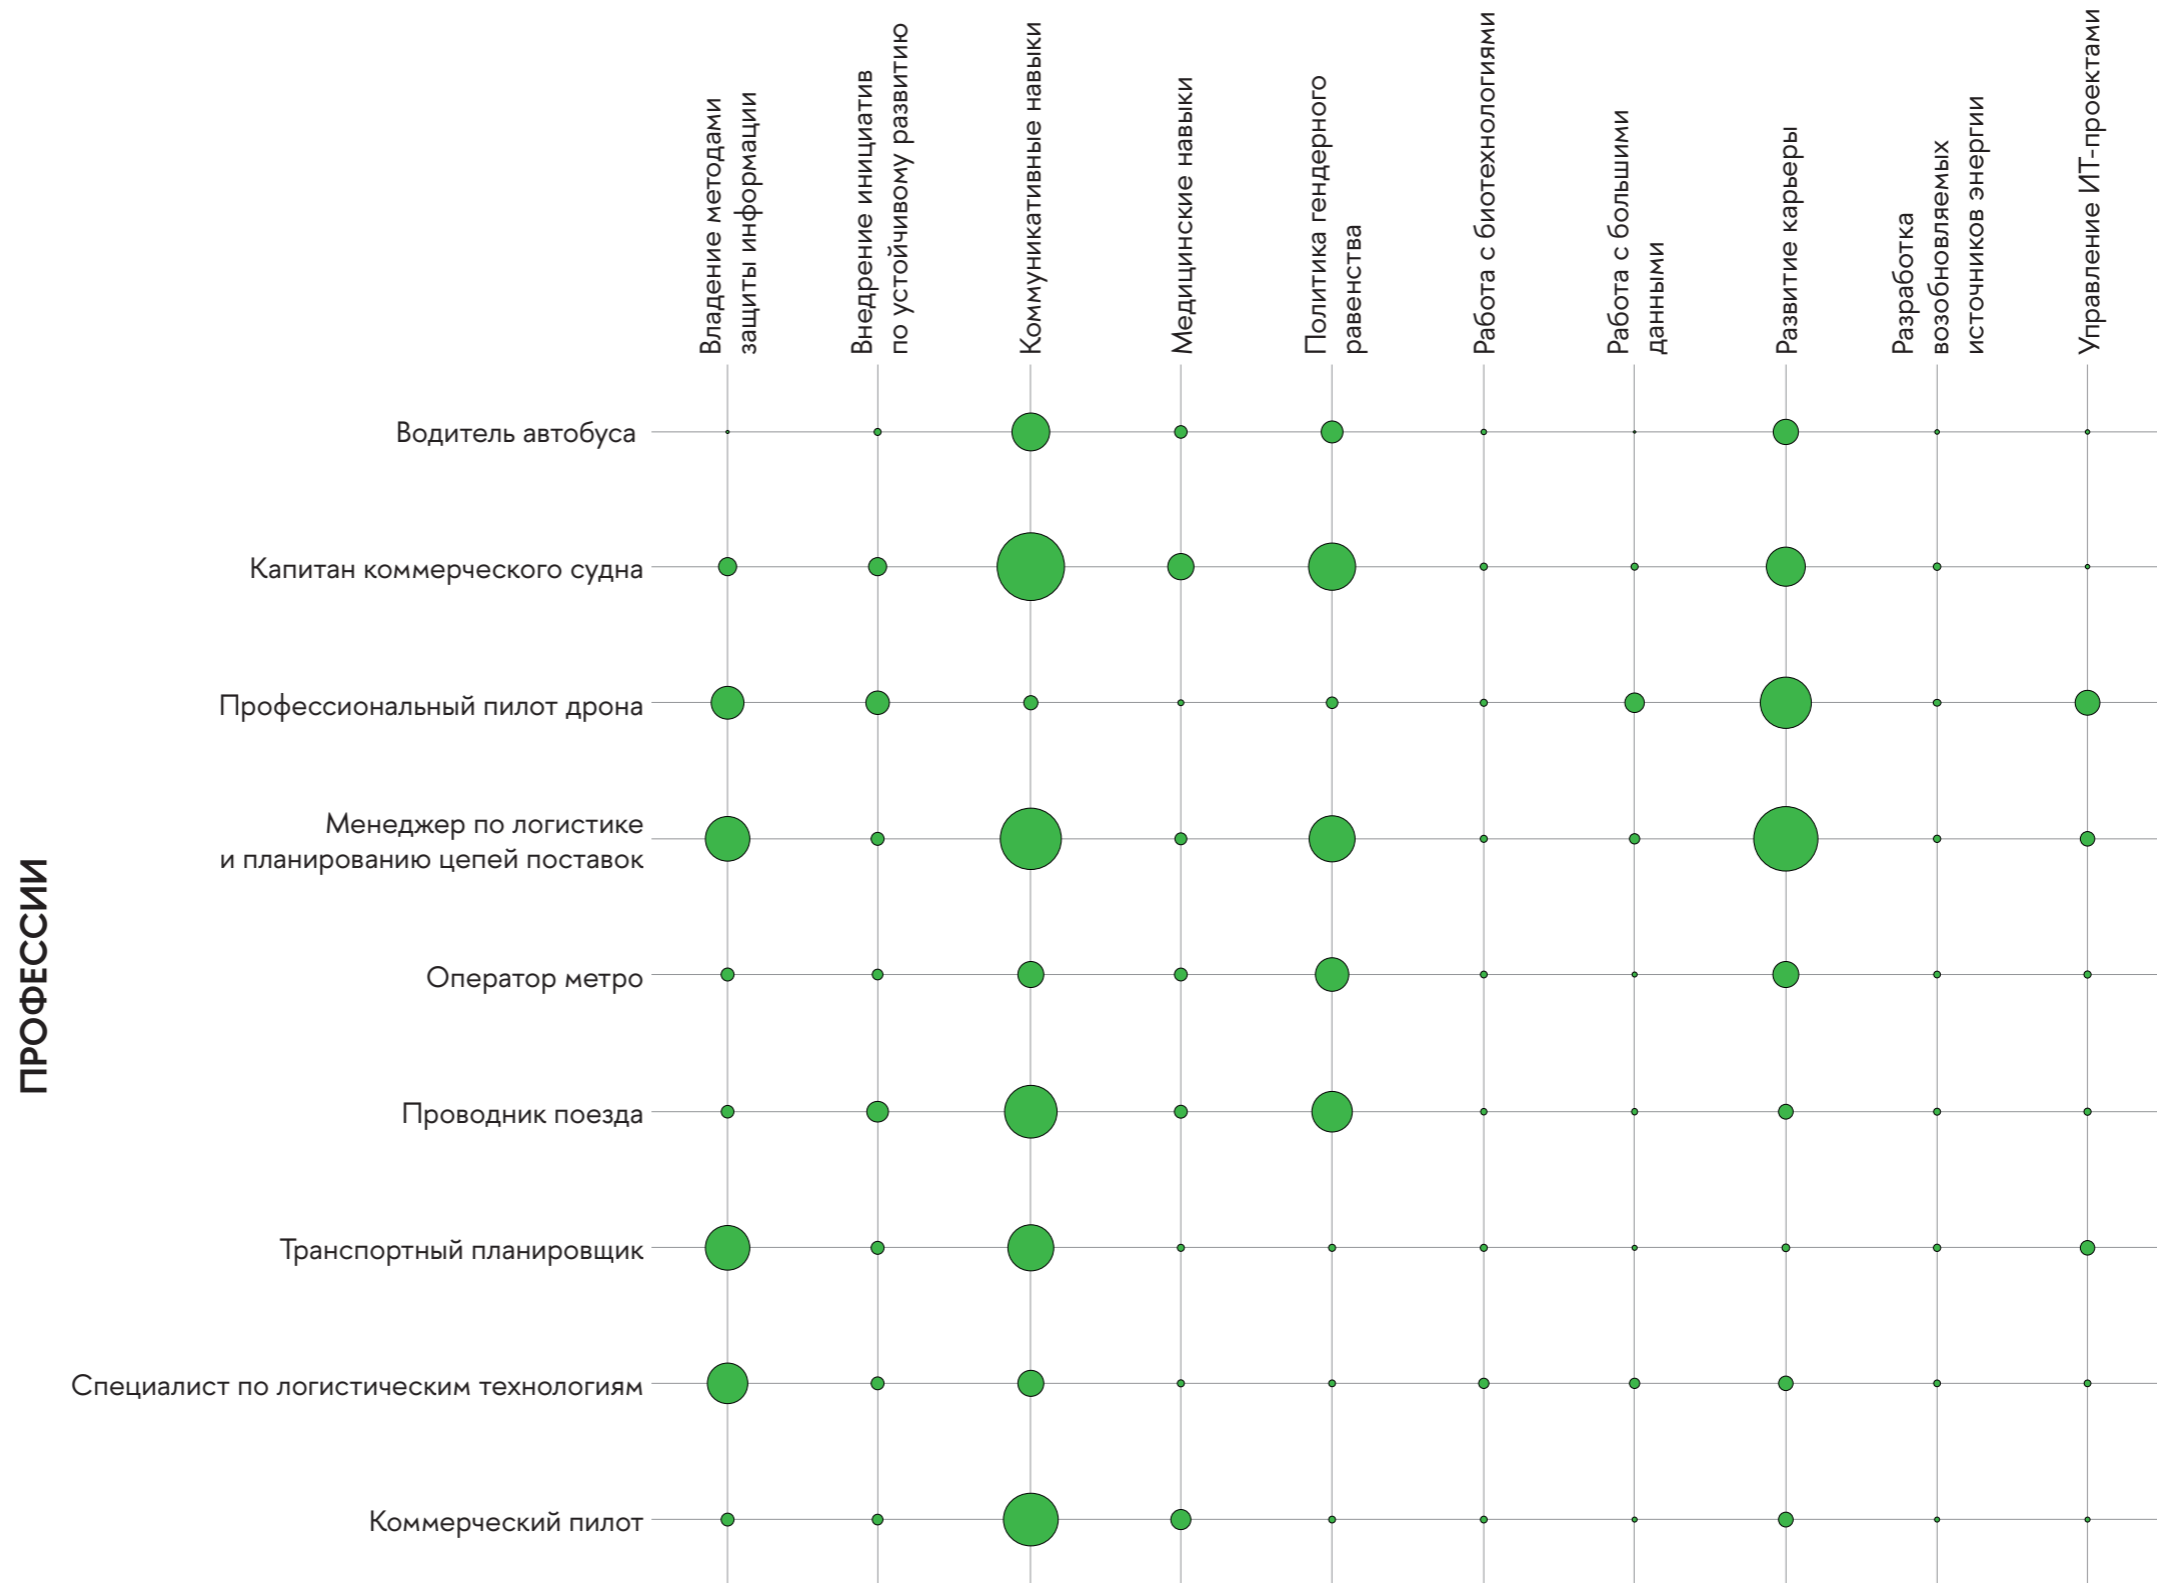 Владение методами
защиты информации
Внедрение инициатив
по устойчивому развитию
Коммуникативные навыки
Медицинские навыки
Политика гендерного
равенства
Работа с биотехнологиями
Работа с большими
данными
Развитие карьеры
Разработка
возобновляемых
источников энергии
Управление ИТ-проектами
ПРОФЕССИИ
Водитель автобуса
Капитан коммерческого судна
Профессиональный пилот дрона
Менеджер по логистике
и планированию цепей поставок
Оператор метро
Проводник поезда
Транспортный планировщик
Специалист по логистическим технологиям
Коммерческий пилот